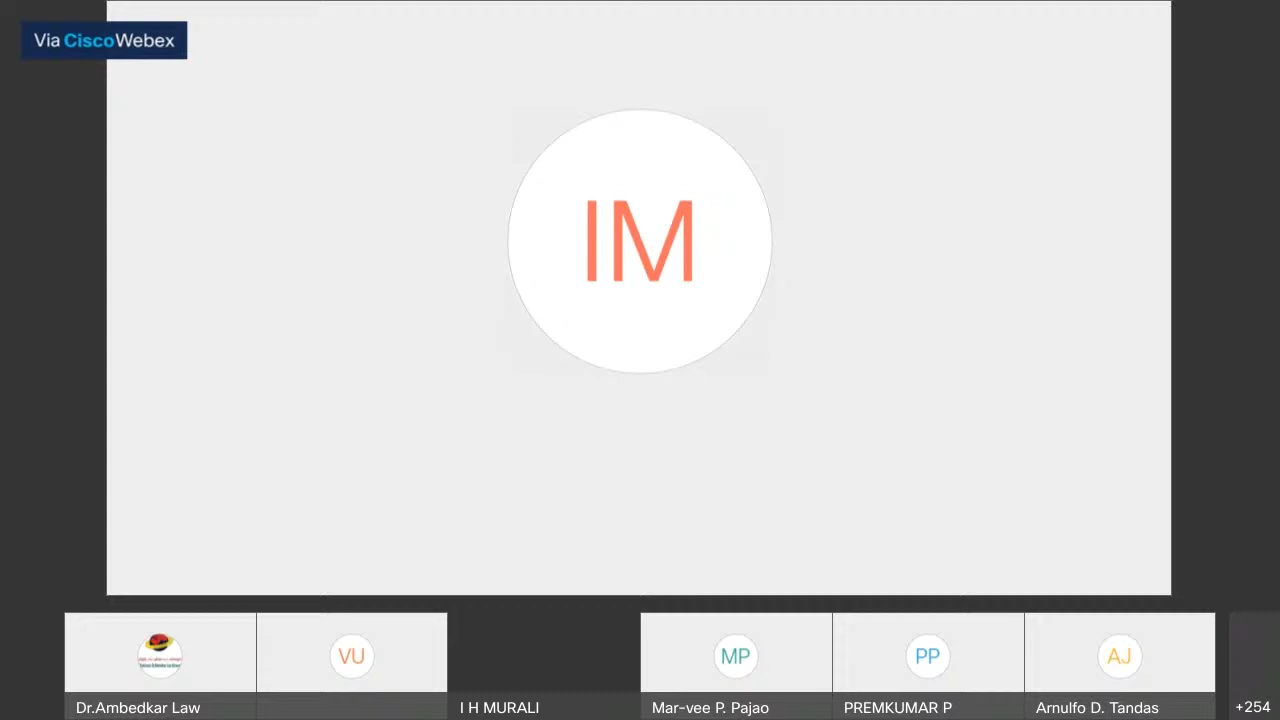 Via CiscoWebex
IM
VU
MP
PP
AJ
Dr.Ambedkar Law
I H MURALI
Mar-vee P. Pajao
PREMKUMAR P
Arnulfo D. Tandas
+254